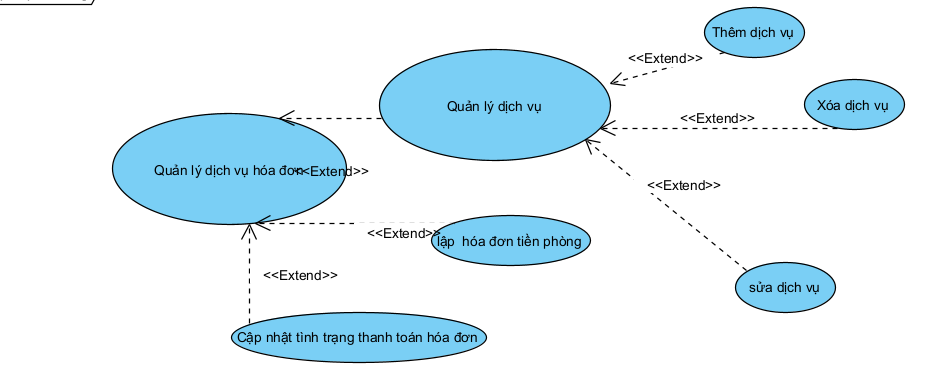 Thêm dịch vụ
<<Extend>>
Quản lý dịch vụ
Xóa dịch vụ
<<Extend>>
Quản lý dịch vụ hóa đơn
<<Extend>>
<<Extend>>
<<Extend>>
lập hóa đơn tiền phòng
<<Extend>>
sửa dịch vụ
Cập nhật tình trạng thanh toán hóa đơn